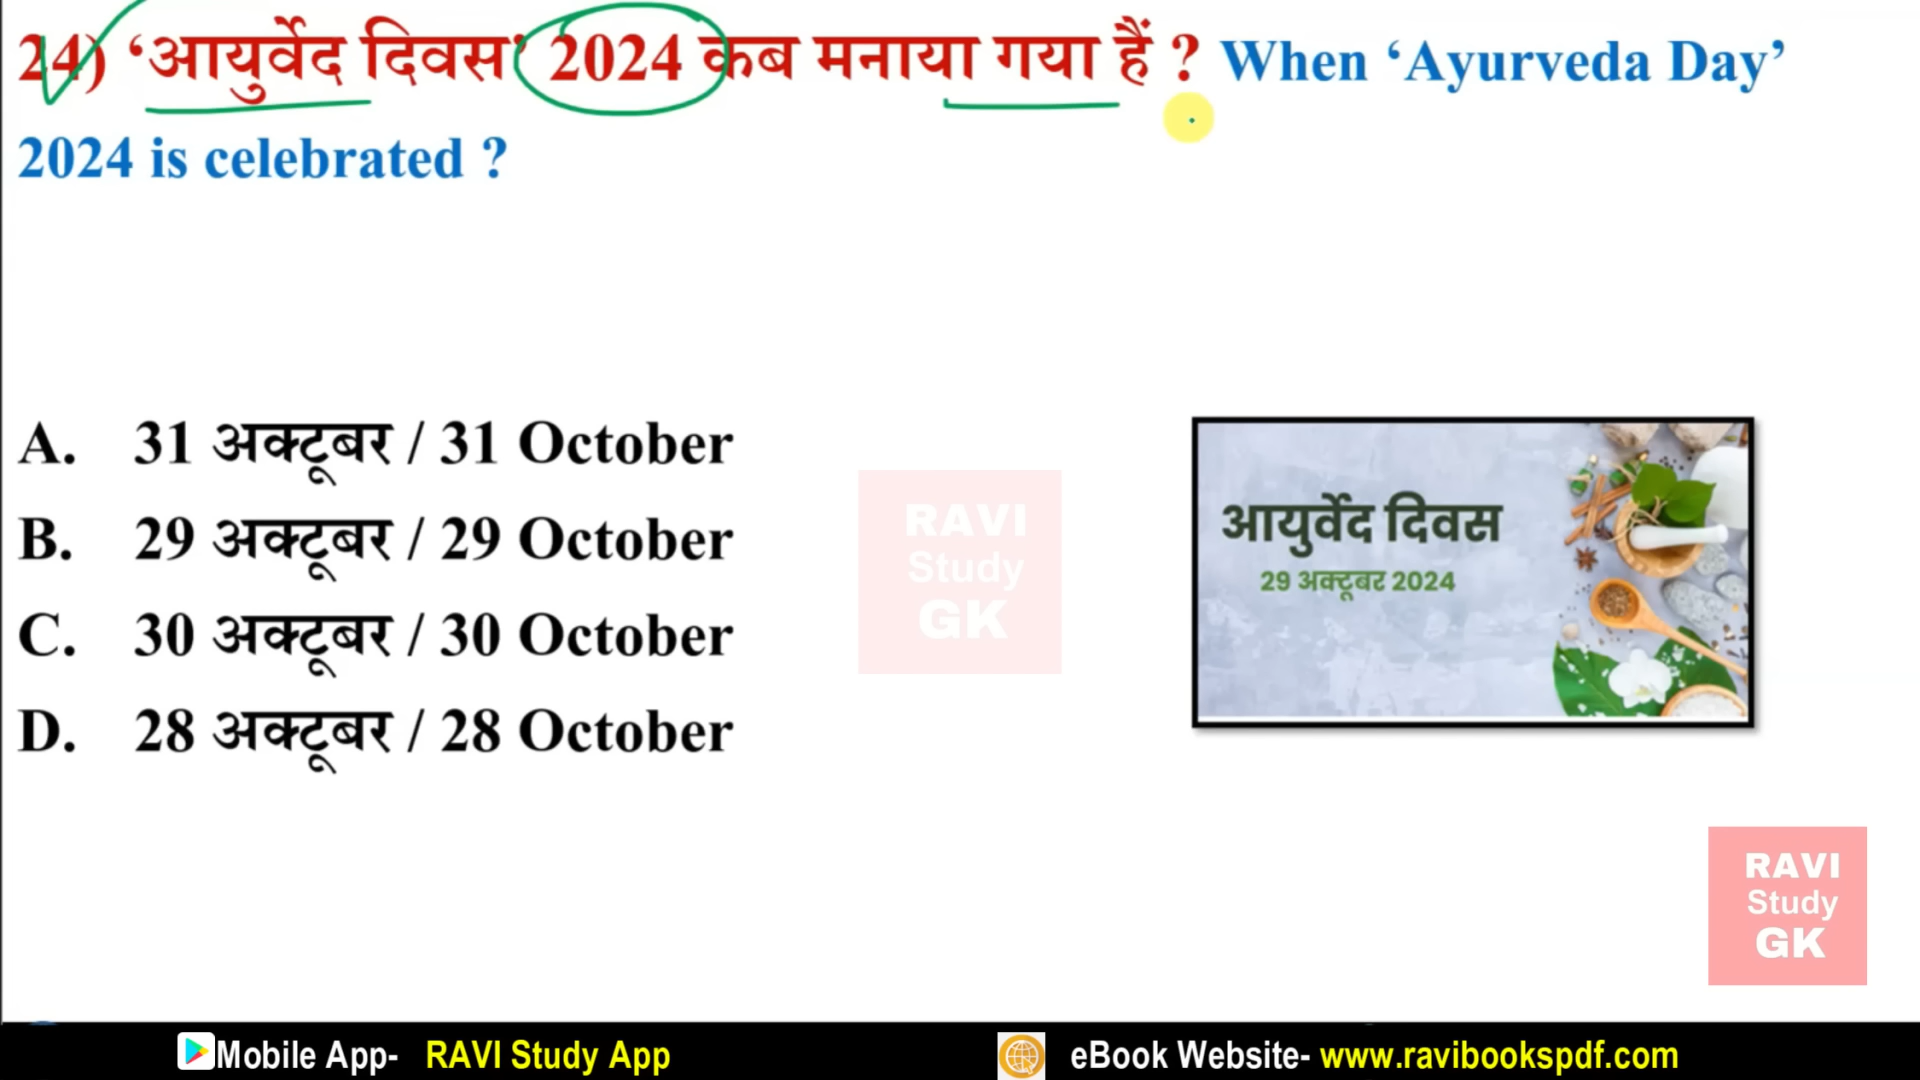 24) ‘आयुर्वेद दिवस’ 2024 कब मनाया गया हैं ? When ‘Ayurveda Day’
2024 is celebrated ?
A. 31 अक्टूबर / 31 October
B. 29 अक्टूबर / 29 October
C. 30 अक्टूबर / 30 October
D. 28 अक्टूबर / 28 October
RAVI
Study
GK
आयुर्वेद दिवस
29 अक्टूबर 2024
RAVI
Study
GK
Mobile App- RAVI Study App
eBook Website- www.ravibookspdf.com